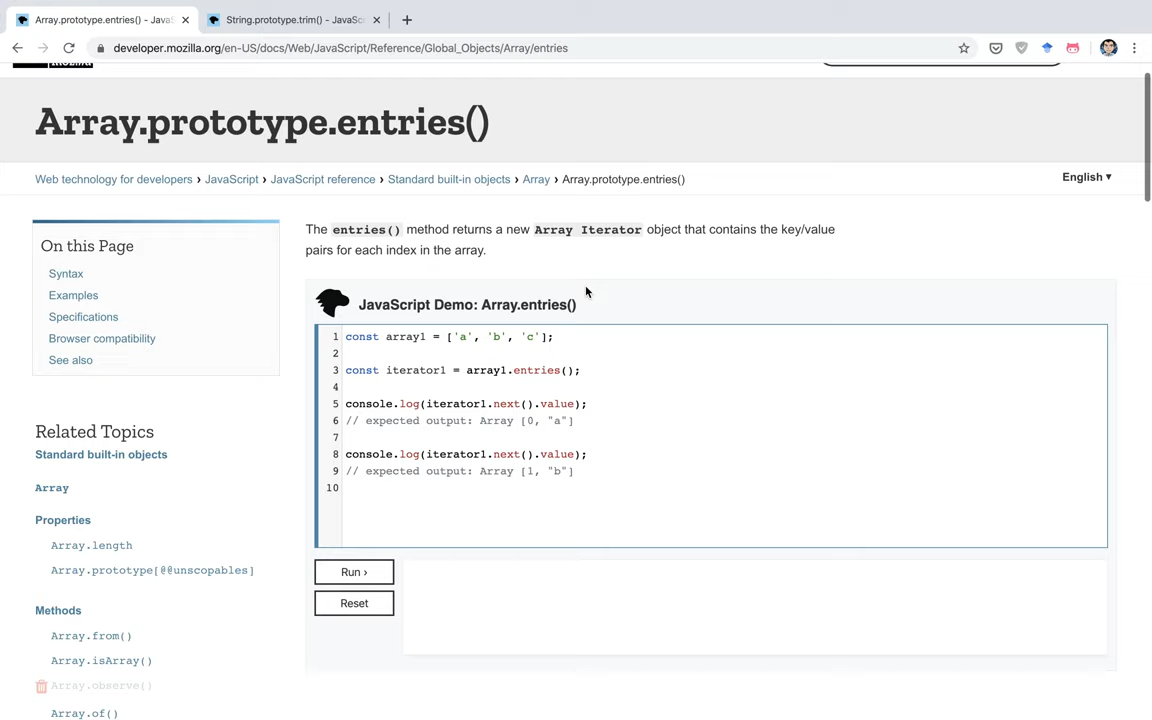 Array.prototype.entries() - Java
String.prototype.trim() - JavaSc
developer.mozilla.org/en-US/docs/Web/JavaScript/Reference/Global_Objects/Array/entries
Array.prototype.entries()
Web technology for developers › JavaScript › JavaScript reference › Standard built-in objects › Array › Array.prototype.entries()
English ▼
On this Page
Syntax
Examples
Specifications
Browser compatibility
See also
Related Topics
Standard built-in objects
Array
Properties
Array.length
Array.prototype[@@unscopables]
Methods
Array.from()
Array.isArray()
Array.observe()
Array.of()
The entries() method returns a new Array Iterator object that contains the key/value
pairs for each index in the array.
JavaScript Demo: Array.entries()
1 const array1 = ['a', 'b', 'c'];
2
3 const iterator1 = array1.entries();
4
5 console.log(iterator1.next().value);
6 // expected output: Array [0, "a"]
7
8 console.log(iterator1.next().value);
9 // expected output: Array [1, "b"]
10
Run ›
Reset